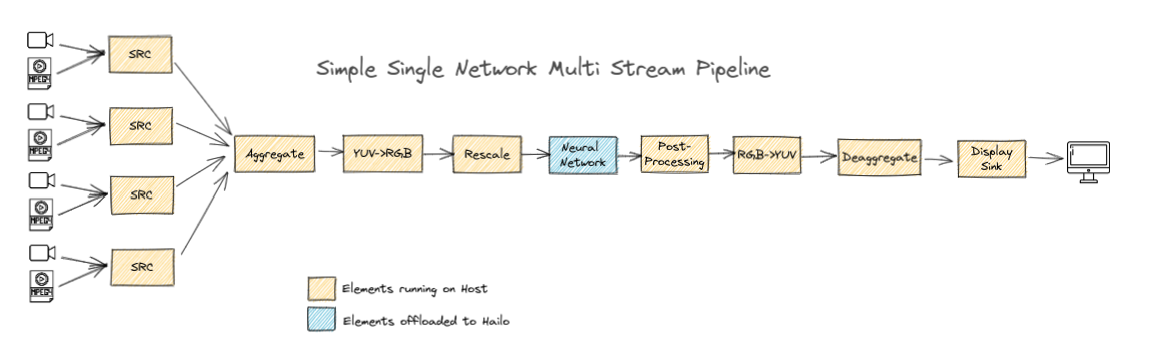 Simple Single Network Multi Stream Pipeline
MPEG
SRC
MPEG
SRC
MPEG
SRC
MPEG
SRC
Aggregate
YUV->RGB
Rescale
Neural
Network
Post-
Processing
RGB->YUV
Deaggregate
Display
Sink
Elements running on Host
Elements offloaded to Hailo